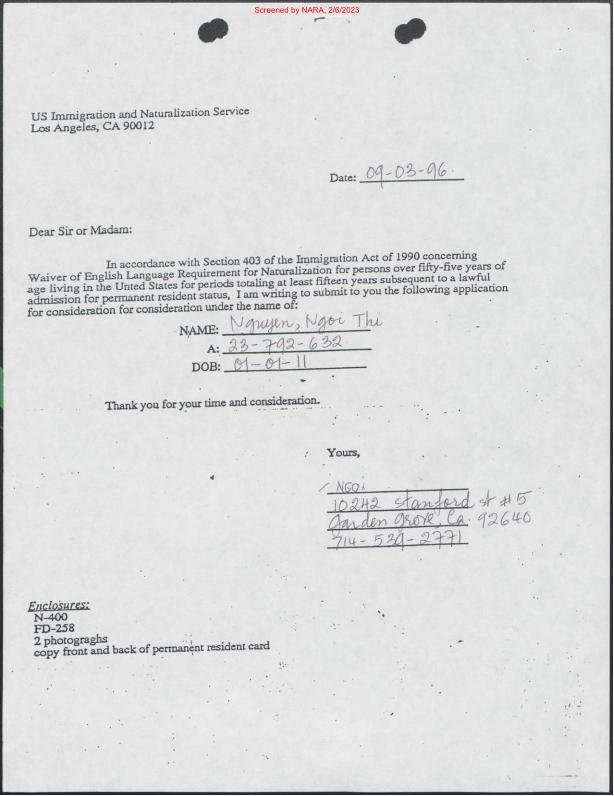 Screened by NARA, 2/6/2023
US Immigration and Naturalization Service
Los Angeles, CA 90012
Date: 09-03-96.
Dear Sir or Madam:
In accordance with Section 403 of the Immigration Act of 1990 concerning
Waiver of English Language Requirement for Naturalization for persons over fifty-five years of
age living in the United States for periods totaling at least fifteen years subsequent to a lawful
admission for permanent resident status, I am writing to submit to you the following application
for consideration for consideration under the name of:
NAME: Nguyen, Ngoi Thi
A: 23-792-632
DOB: 01-01-11
Thank you for your time and consideration.
Yours,
NGOi
10242 Stanford st #5
Garden Grove, Ca. 92640
714-539-2771
Enclosures:
N-400
FD-258
2 photograghs
copy front and back of permanent resident card